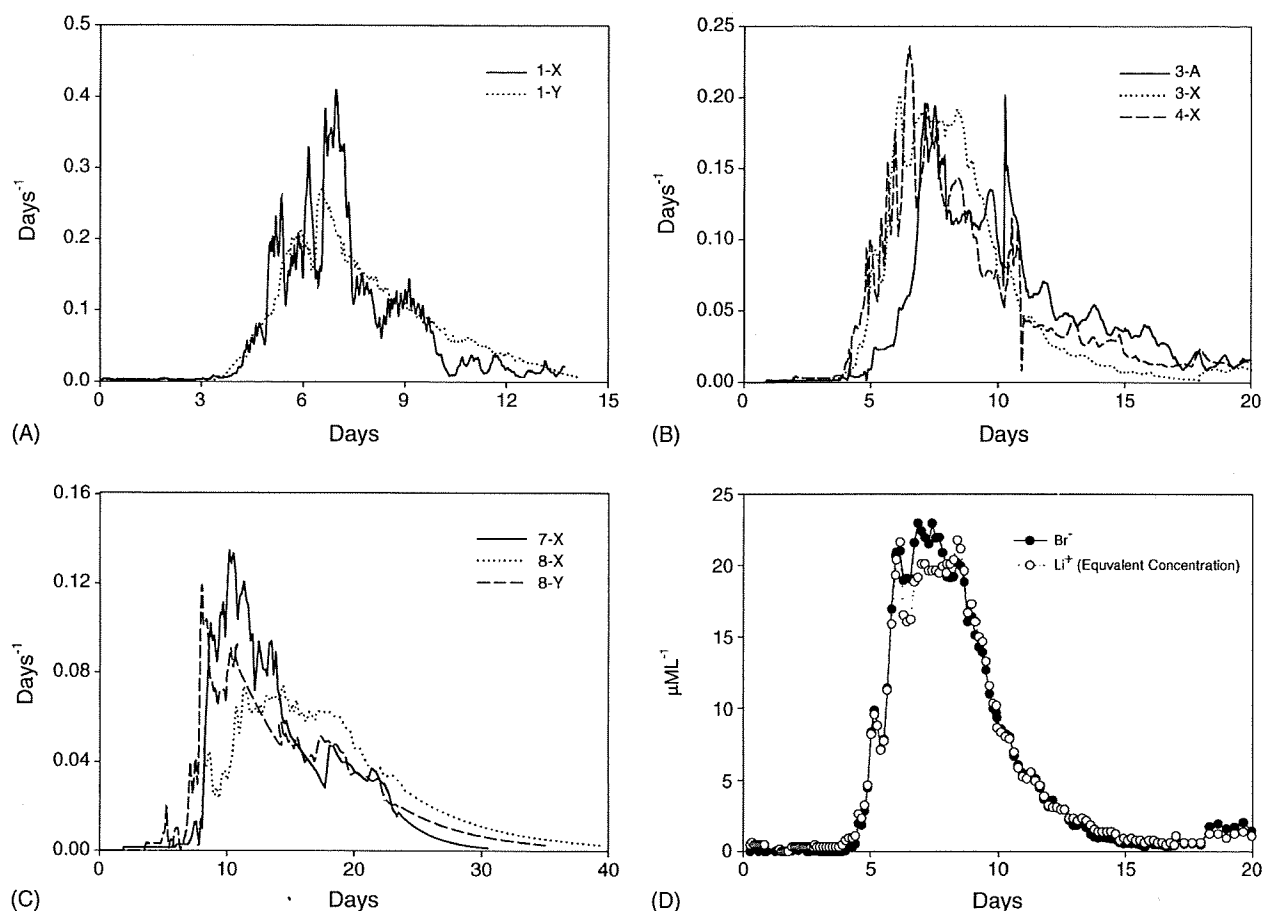 0.5
0.4
0.3
0.2
0.1
0.0
Days⁻¹
1-X
1-Y
0
3
6
9
12
15
Days
(A)
0.25
0.20
0.15
0.10
0.05
0.00
Days⁻¹
3-A
3-X
4-X
0
5
10
15
20
Days
(B)
0.16
0.12
0.08
0.04
0.00
Days⁻¹
7-X
8-X
8-Y
0
10
20
30
40
Days
(C)
25
20
15
10
5
0
µML⁻¹
Br⁻
Li⁺ (Equvalent Concentration)
0
5
10
15
20
Days
(D)